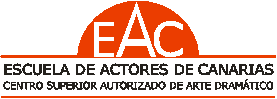 EAC
ESCUELA DE ACTORES DE CANARIAS
CENTRO SUPERIOR AUTORIZADO DE ARTE DRAMÁTICO